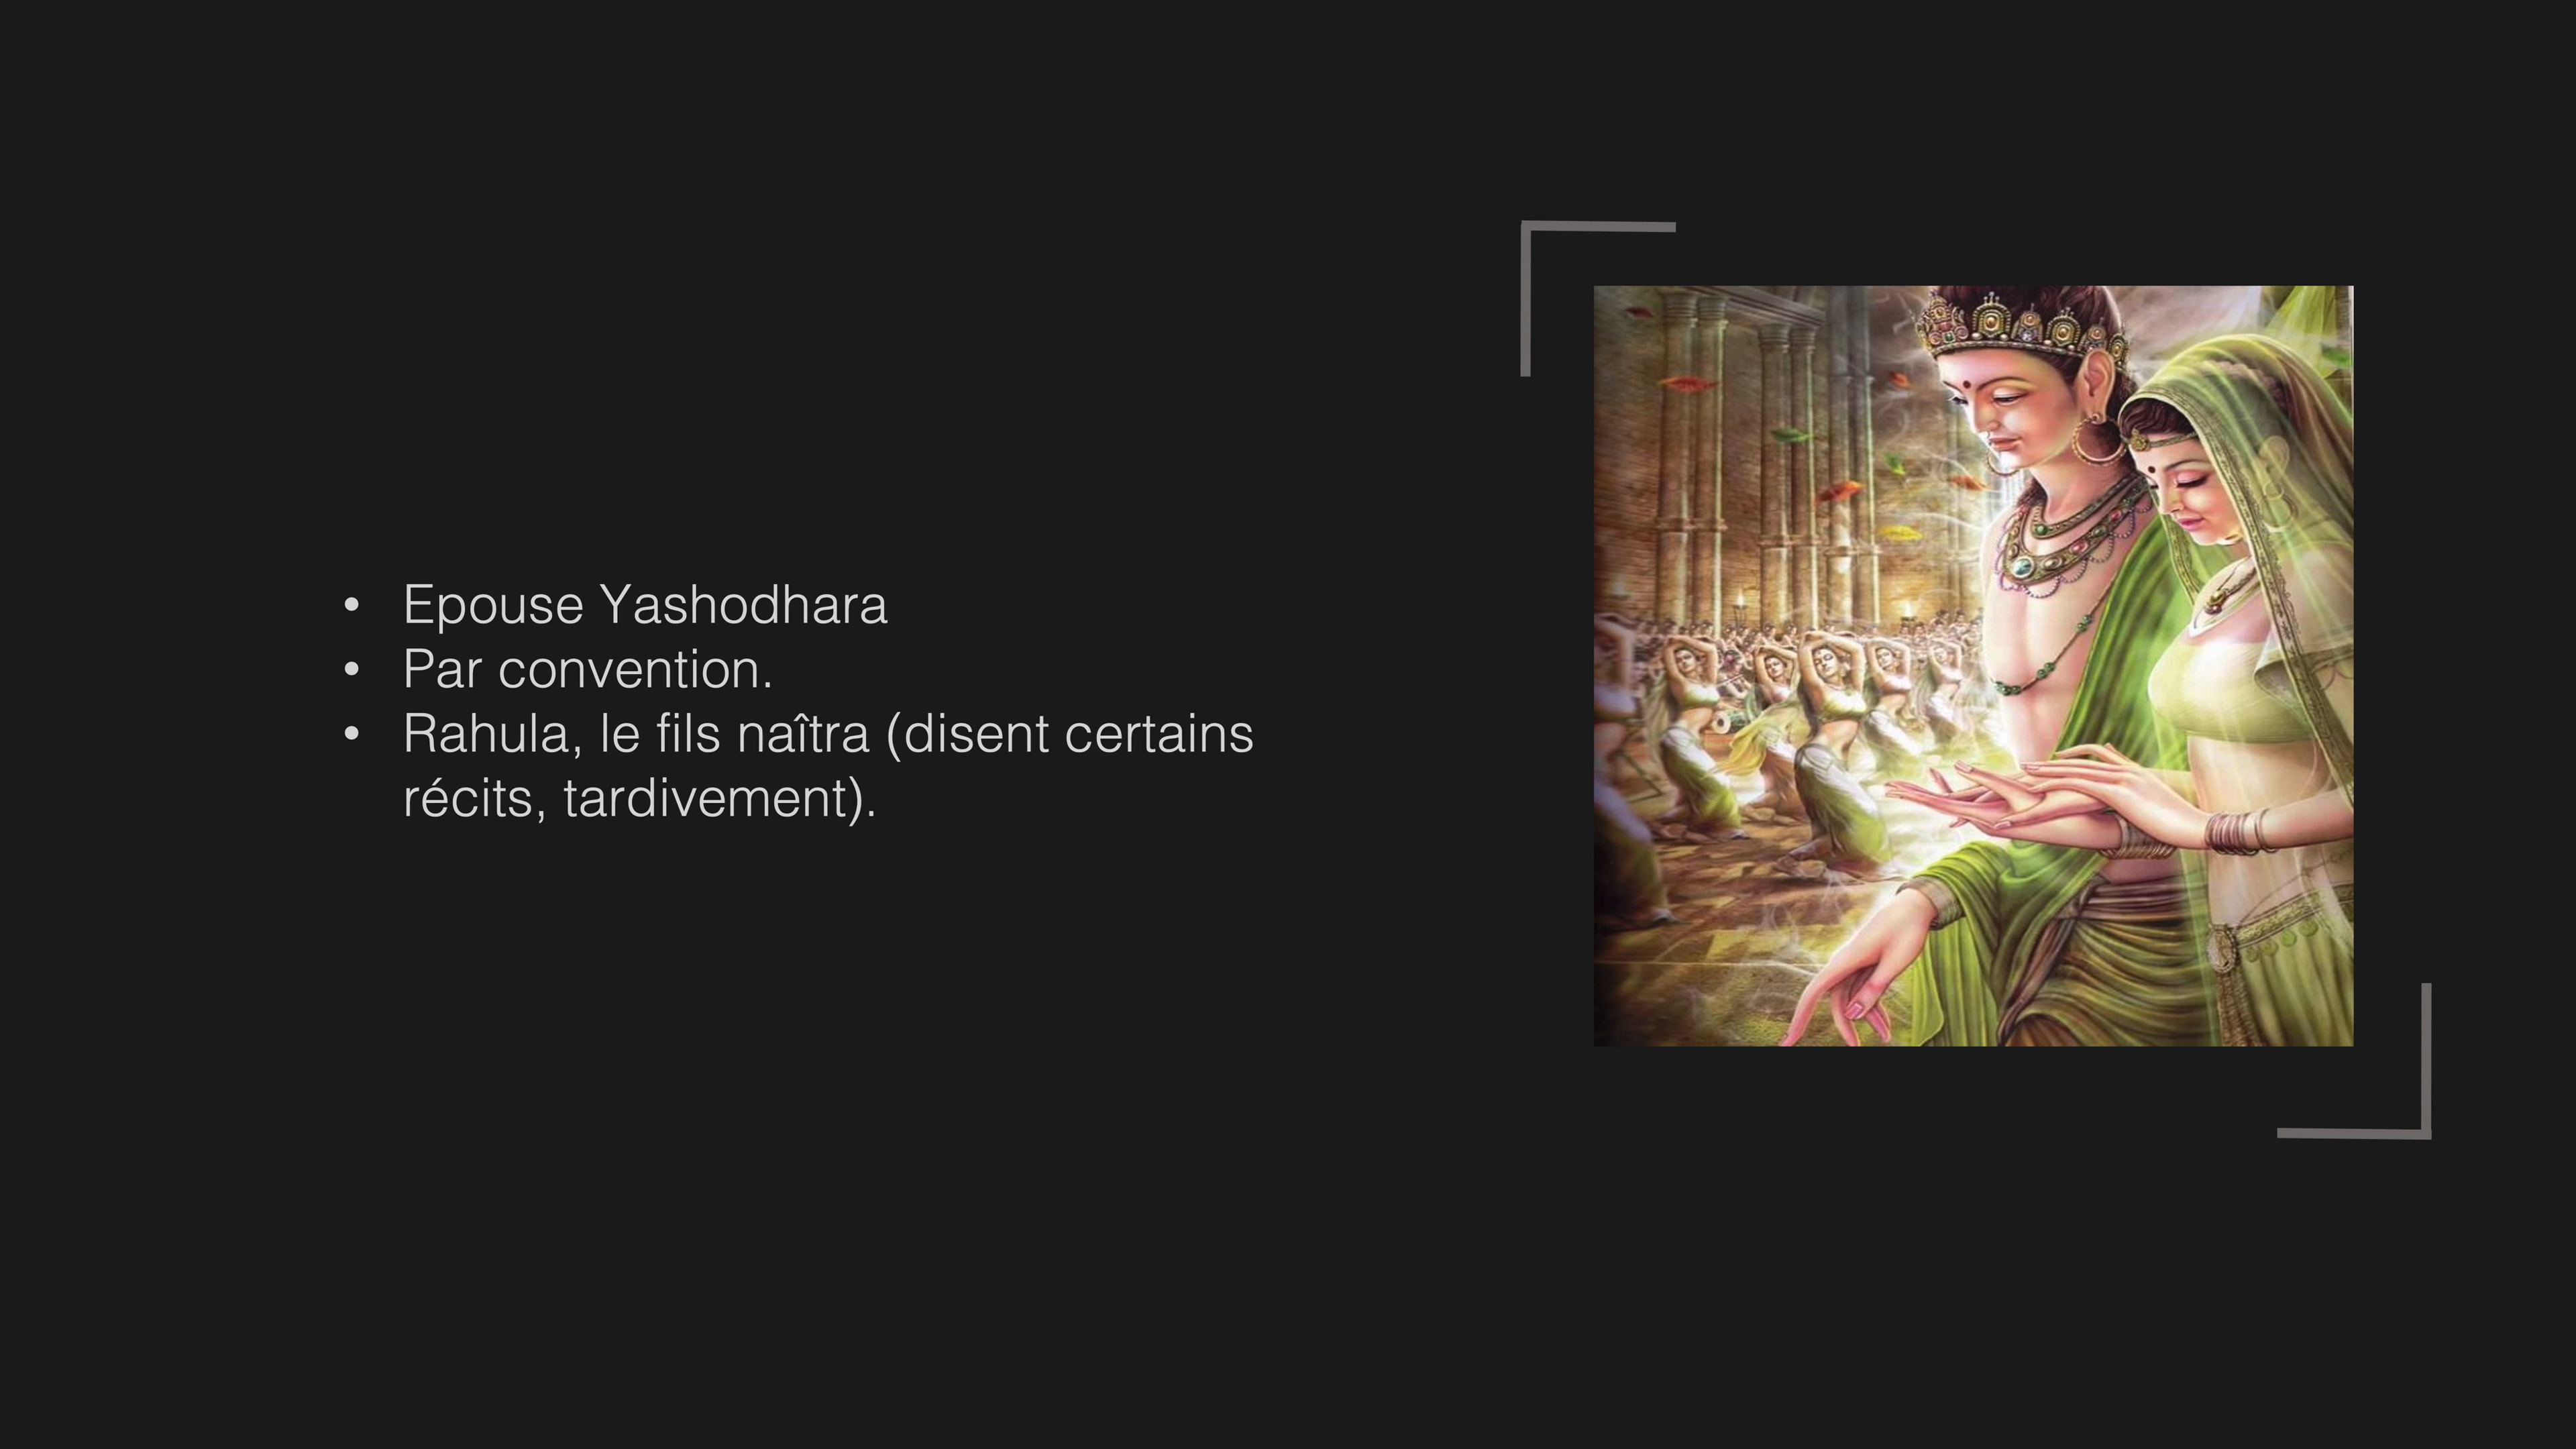 • Epouse Yashodhara
• Par convention.
• Rahula, le fils naîtra (disent certains
récits, tardivement).